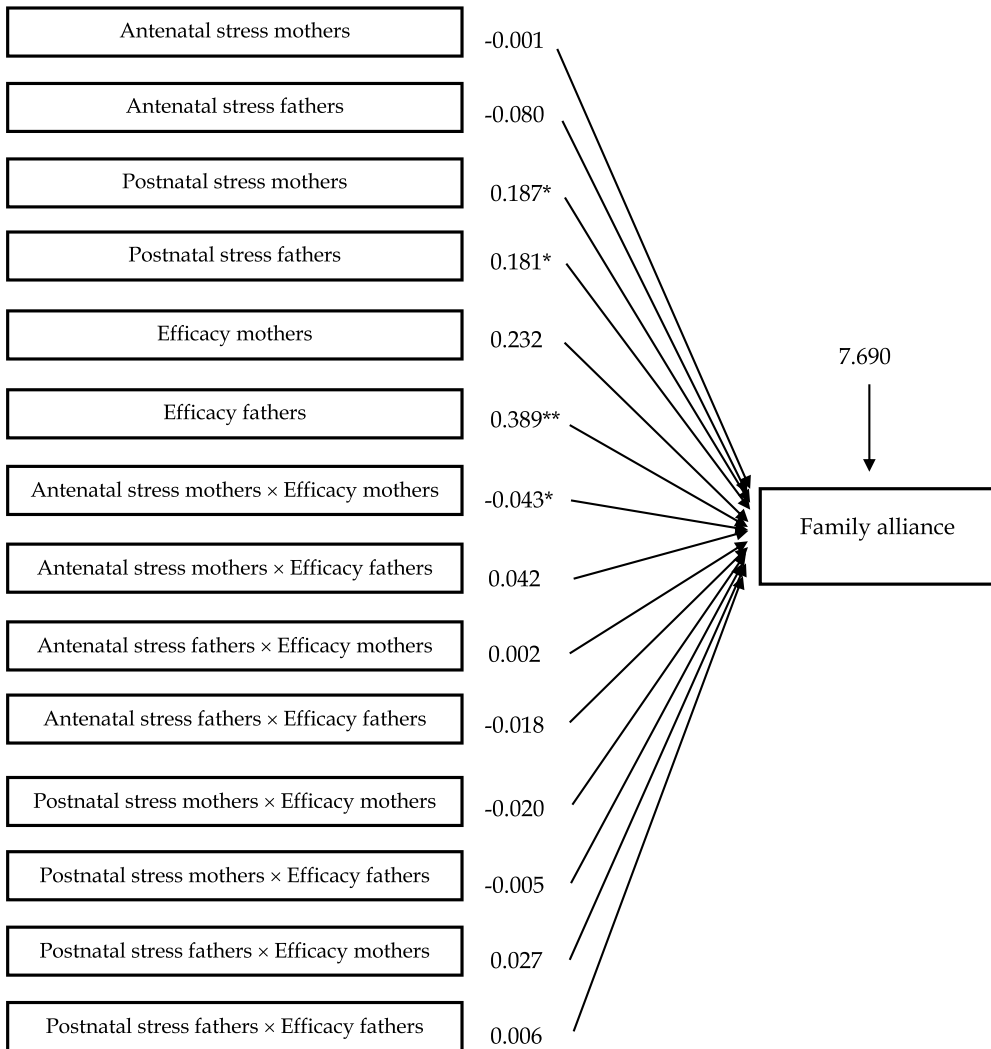 Antenatal stress mothers
-0.001
Antenatal stress fathers
-0.080
Postnatal stress mothers
0.187*
Postnatal stress fathers
0.181*
Efficacy mothers
0.232
Efficacy fathers
0.389**
Antenatal stress mothers × Efficacy mothers
-0.043*
Antenatal stress mothers × Efficacy fathers
0.042
Antenatal stress fathers × Efficacy mothers
0.002
Antenatal stress fathers × Efficacy fathers
-0.018
Postnatal stress mothers × Efficacy mothers
-0.020
Postnatal stress mothers × Efficacy fathers
-0.005
Postnatal stress fathers × Efficacy mothers
0.027
Postnatal stress fathers × Efficacy fathers
0.006
7.690
Family alliance